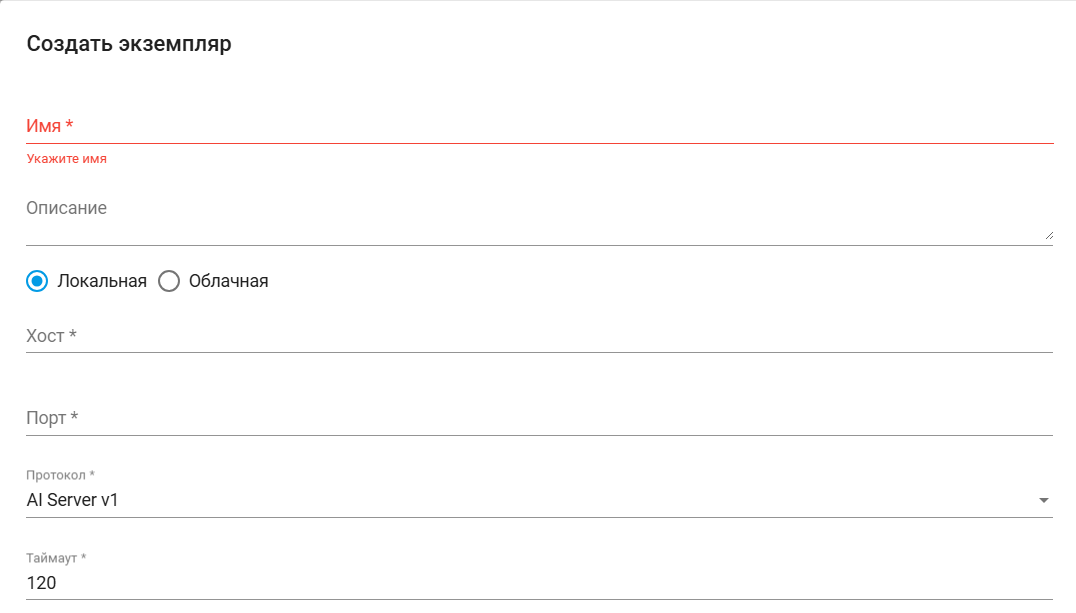 Создать экземпляр
Имя *
Укажите имя
Описание
Локальная Облачная
Хост *
Порт *
Протокол *
AI Server v1
Таймаут *
120